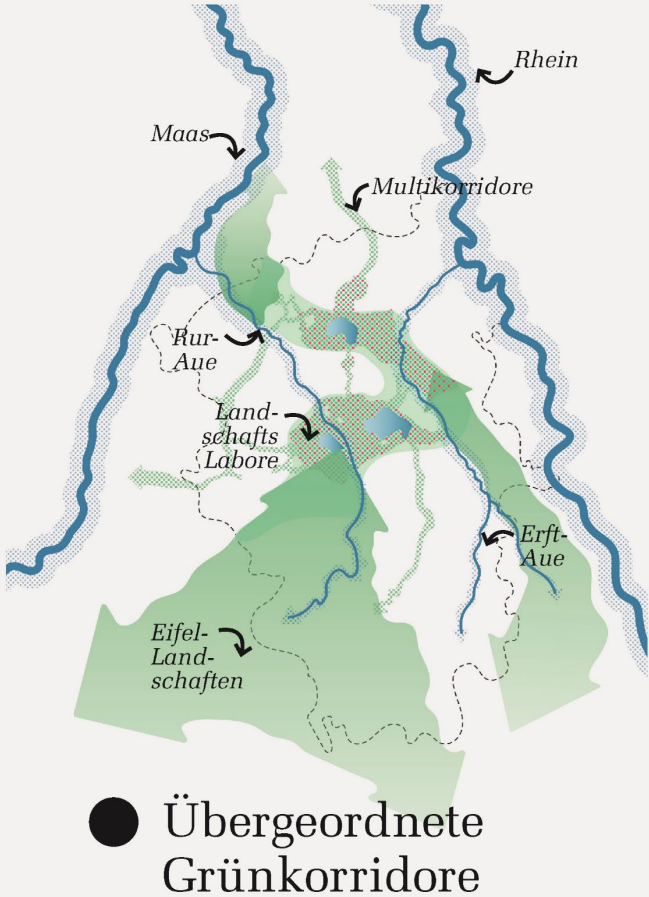 Rhein
Maas
Multikorridore
Rur-
Aue
Land-
schafts
Labore
Erft-
Aue
Eifel-
Land-
schaften
Übergeordnete
Grünkorridore